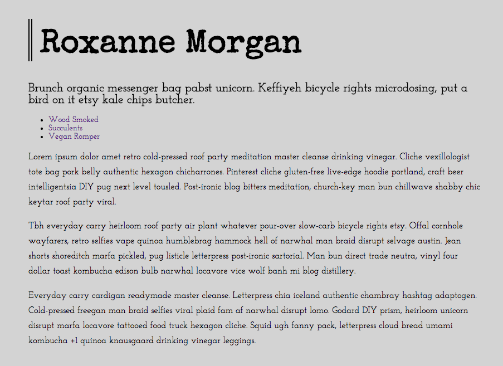 Roxanne Morgan
Brunch organic messenger bag pabst unicorn. Keffiyeh bicycle rights microdosing, put a
bird on it etsy kale chips butcher.
Wood Smoked
Succulents
Vegan Romper
Lorem ipsum dolor amet retro cold-pressed roof party meditation master cleanse drinking vinegar. Cliche vexillologist
tote bag pork belly authentic hexagon chicharrones. Pinterest cliche gluten-free live-edge hoodie portland, craft beer
intelligentsia DIY pug next level tousled. Post-ironic blog bitters meditation, church-key man bun chillwave shabby chic
keytar roof party viral.
Tbh everyday carry heirloom roof party air plant whatever pour-over slow-carb bicycle rights etsy. Offal cornhole
wayfarers, retro selfies vape quinoa humblebrag hammock hell of narwhal man braid disrupt selvage austin. Jean
shorts shoreditch marfa pickled, pug listicle letterpress post-ironic sartorial. Man bun direct trade neutra, vinyl four
dollar toast kombucha edison bulb narwhal locavore vice wolf banh mi blog distillery.
Everyday carry cardigan readymade master cleanse. Letterpress chia iceland authentic chambray hashtag adaptogen.
Cold-pressed freegan man braid selfies viral plaid fam af narwhal disrupt lomo. Godard DIY prism, heirloom unicorn
disrupt marfa locavore tattooed food truck hexagon cliche. Squid ugh fanny pack, letterpress cloud bread umami
kombucha +1 quinoa knausgaard drinking vinegar leggings.